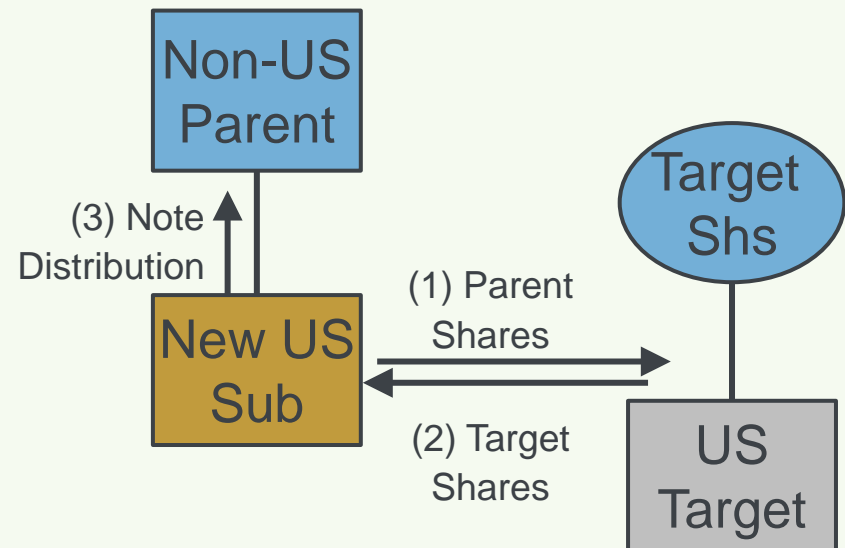 Non-US
Parent
Target
Shs
(3) Note
Distribution
(1) Parent
Shares
New US
Sub
(2) Target
Shares
US
Target